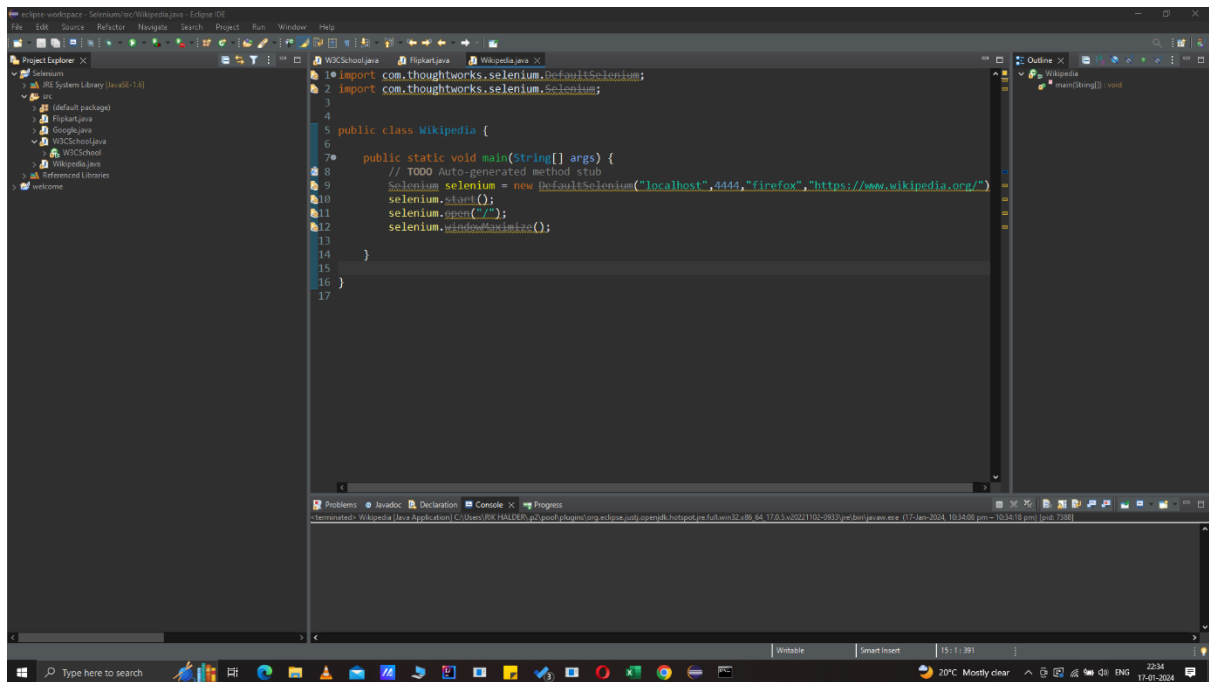 eclipse-workspace - Selenium/src/Wikipedia.java - Eclipse IDE
File Edit Source Refactor Navigate Search Project Run Window Help
Project Explorer
Selenium
JRE System Library [JavaSE-1.6]
src
(default package)
Flipkart.java
Google.java
W3CSchool.java
W3CSchool
Wikipedia.java
Referenced Libraries
welcome
W3CSchool.java Flipkart.java Wikipedia.java
1 import com.thoughtworks.selenium.DefaultSelenium;
2 import com.thoughtworks.selenium.Selenium;
3
4
5 public class Wikipedia {
6
7 public static void main(String[] args) {
8 // TODO Auto-generated method stub
9 Selenium selenium = new DefaultSelenium("localhost",4444,"firefox","https://www.wikipedia.org/")
10 selenium.start();
11 selenium.open("/");
12 selenium.windowMaximize();
13
14 }
15
16 }
17
Outline
Wikipedia
main(String[]) : void
Problems Javadoc Declaration Console Progress
<terminated> Wikipedia [Java Application] C:\Users\RIK HALDER\.p2\pool\plugins\org.eclipse.justj.openjdk.hotspot.jre.full.win32.x86_64_17.0.5.v20221102-0933\jre\bin\javaw.exe (17-Jan-2024, 10:34:08 pm – 10:34:18 pm) [pid: 7388]
Writable Smart Insert 15 : 1 : 391
Type here to search
20°C Mostly clear
ENG
22:34
17-01-2024